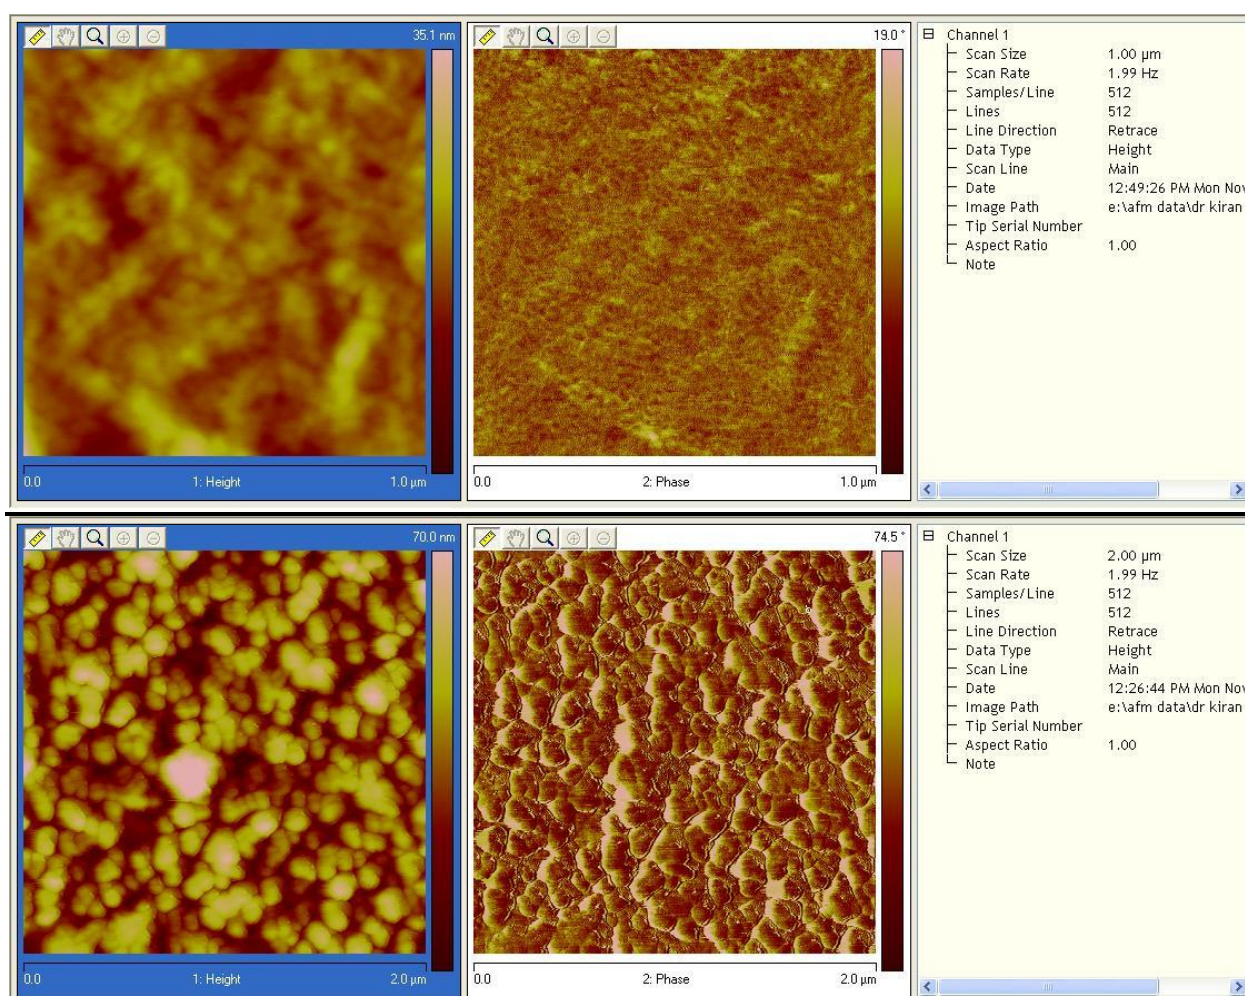 35.1 nm
0.0 1: Height 1.0 µm
19.0 °
0.0 2: Phase 1.0 µm
Channel 1
Scan Size 1.00 µm
Scan Rate 1.99 Hz
Samples/Line 512
Lines 512
Line Direction Retrace
Data Type Height
Scan Line Main
Date 12:49:26 PM Mon Nov
Image Path e:\afm data\dr kiran
Tip Serial Number
Aspect Ratio 1.00
Note
70.0 nm
0.0 1: Height 2.0 µm
74.5 °
0.0 2: Phase 2.0 µm
Channel 1
Scan Size 2.00 µm
Scan Rate 1.99 Hz
Samples/Line 512
Lines 512
Line Direction Retrace
Data Type Height
Scan Line Main
Date 12:26:44 PM Mon Nov
Image Path e:\afm data\dr kiran
Tip Serial Number
Aspect Ratio 1.00
Note